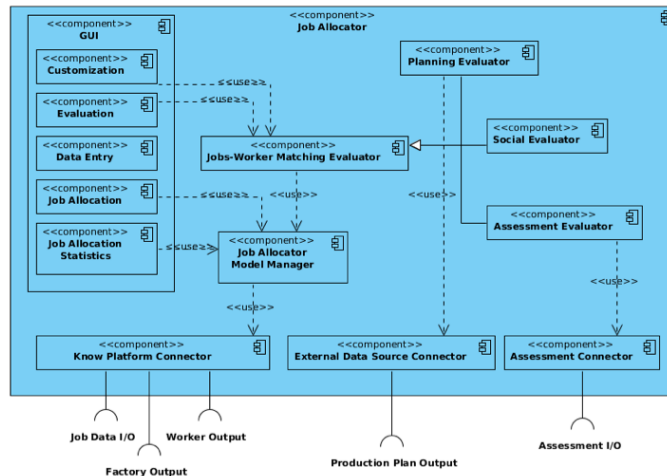 <<component>>
Job Allocator
<<component>>
GUI
<<component>>
Customization
<<component>>
Evaluation
<<component>>
Data Entry
<<component>>
Job Allocation
<<component>>
Job Allocation
Statistics
<<use>>
<<use>>
<<component>>
Planning Evaluator
<<component>>
Jobs-Worker Matching Evaluator
<<component>>
Social Evaluator
<<use>>
<<use>>
<<use>>
<<component>>
Assessment Evaluator
<<use>>
<<component>>
Job Allocator
Model Manager
<<use>>
<<use>>
<<component>>
Know Platform Connector
<<component>>
External Data Source Connector
<<component>>
Assessment Connector
Job Data I/O
Worker Output
Factory Output
Production Plan Output
Assessment I/O